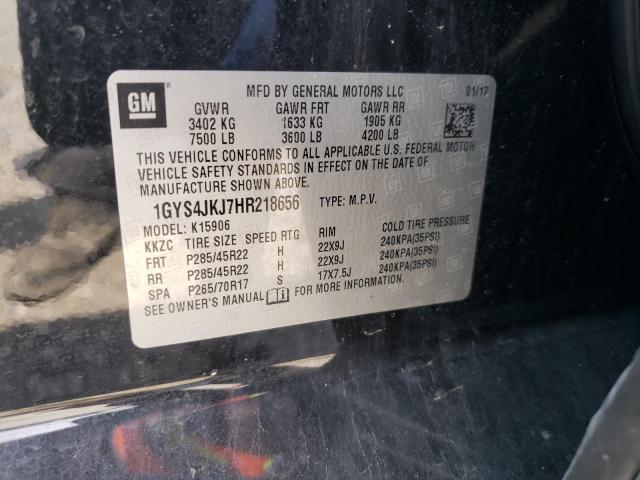 GM
MFD BY GENERAL MOTORS LLC 01/17
GVWR GAWR FRT GAWR RR
3402 KG 1633 KG 1905 KG
7500 LB 3600 LB 4200 LB
THIS VEHICLE CONFORMS TO ALL APPLICABLE U.S. FEDERAL MOTOR
VEHICLE SAFETY STANDARDS IN EFFECT ON THE DATE OF
MANUFACTURE SHOWN ABOVE.
1GYS4JKJ7HR218656 TYPE: M.P.V.
MODEL: K15906
KKZC TIRE SIZE SPEED RTG RIM COLD TIRE PRESSURE
FRT P285/45R22 H 22X9J 240KPA(35PSI)
RR P285/45R22 H 22X9J 240KPA(35PSI)
SPA P265/70R17 S 17X7.5J 240KPA(35PSI)
SEE OWNER'S MANUAL FOR MORE INFORMATION.